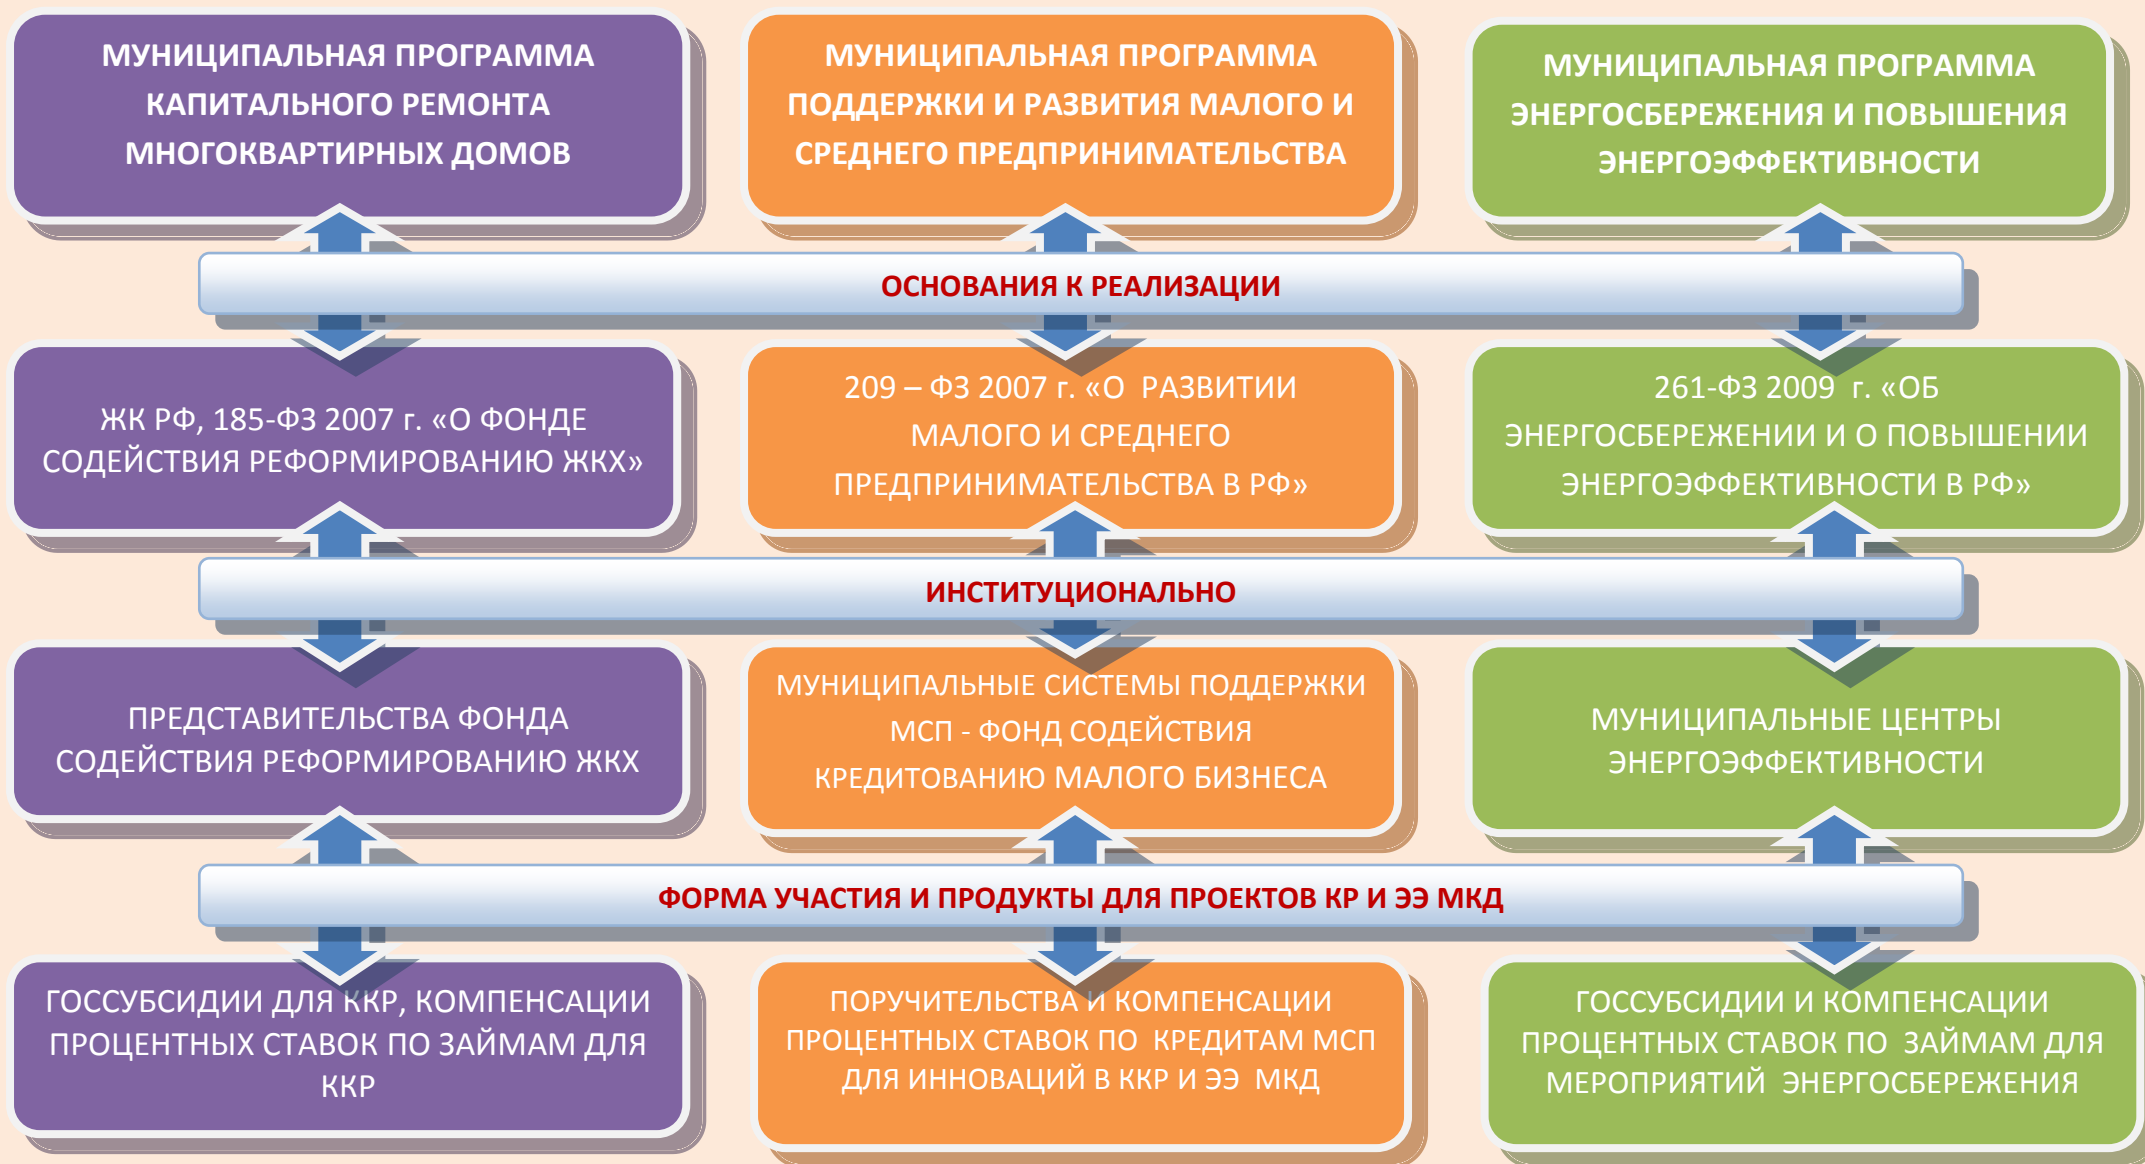 МУНИЦИПАЛЬНАЯ ПРОГРАММА
КАПИТАЛЬНОГО РЕМОНТА
МНОГОКВАРТИРНЫХ ДОМОВ
МУНИЦИПАЛЬНАЯ ПРОГРАММА
ПОДДЕРЖКИ И РАЗВИТИЯ МАЛОГО И
СРЕДНЕГО ПРЕДПРИНИМАТЕЛЬСТВА
МУНИЦИПАЛЬНАЯ ПРОГРАММА
ЭНЕРГОСБЕРЕЖЕНИЯ И ПОВЫШЕНИЯ
ЭНЕРГОЭФФЕКТИВНОСТИ
ОСНОВАНИЯ К РЕАЛИЗАЦИИ
ЖК РФ, 185-ФЗ 2007 г. «О ФОНДЕ
СОДЕЙСТВИЯ РЕФОРМИРОВАНИЮ ЖКХ»
209 – ФЗ 2007 г. «О РАЗВИТИИ
МАЛОГО И СРЕДНЕГО
ПРЕДПРИНИМАТЕЛЬСТВА В РФ»
261-ФЗ 2009 г. «ОБ
ЭНЕРГОСБЕРЕЖЕНИИ И О ПОВЫШЕНИИ
ЭНЕРГОЭФФЕКТИВНОСТИ В РФ»
ИНСТИТУЦИОНАЛЬНО
ПРЕДСТАВИТЕЛЬСТВА ФОНДА
СОДЕЙСТВИЯ РЕФОРМИРОВАНИЮ ЖКХ
МУНИЦИПАЛЬНЫЕ СИСТЕМЫ ПОДДЕРЖКИ
МСП - ФОНД СОДЕЙСТВИЯ
КРЕДИТОВАНИЮ МАЛОГО БИЗНЕСА
МУНИЦИПАЛЬНЫЕ ЦЕНТРЫ
ЭНЕРГОЭФФЕКТИВНОСТИ
ФОРМА УЧАСТИЯ И ПРОДУКТЫ ДЛЯ ПРОЕКТОВ КР И ЭЭ МКД
ГОССУБСИДИИ ДЛЯ ККР, КОМПЕНСАЦИИ
ПРОЦЕНТНЫХ СТАВОК ПО ЗАЙМАМ ДЛЯ
ККР
ПОРУЧИТЕЛЬСТВА И КОМПЕНСАЦИИ
ПРОЦЕНТНЫХ СТАВОК ПО КРЕДИТАМ МСП
ДЛЯ ИННОВАЦИЙ В ККР И ЭЭ МКД
ГОССУБСИДИИ И КОМПЕНСАЦИИ
ПРОЦЕНТНЫХ СТАВОК ПО ЗАЙМАМ ДЛЯ
МЕРОПРИЯТИЙ ЭНЕРГОСБЕРЕЖЕНИЯ